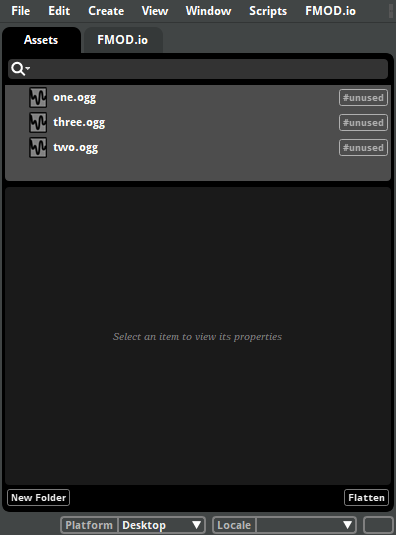 File Edit Create View Window Scripts FMOD.io
Assets FMOD.io
one.ogg #unused
three.ogg #unused
two.ogg #unused
Select an item to view its properties
New Folder Flatten
Platform Desktop Locale